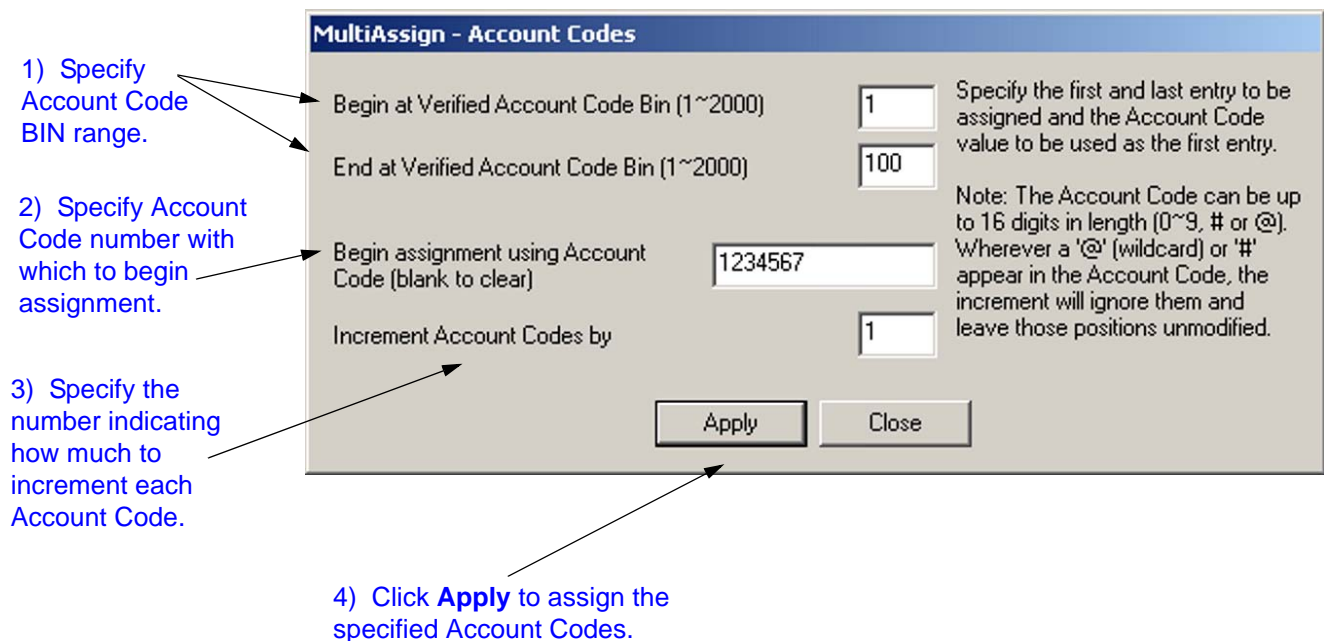 MultiAssign - Account Codes
1) Specify
Account Code
BIN range.
Begin at Verified Account Code Bin (1~2000)
1
End at Verified Account Code Bin (1~2000)
100
Specify the first and last entry to be
assigned and the Account Code
value to be used as the first entry.
Note: The Account Code can be up
to 16 digits in length (0~9, # or @).
Wherever a '@' (wildcard) or '#'
appear in the Account Code, the
increment will ignore them and
leave those positions unmodified.
2) Specify Account
Code number with
which to begin
assignment.
Begin assignment using Account
Code (blank to clear)
1234567
Increment Account Codes by
1
3) Specify the
number indicating
how much to
increment each
Account Code.
Apply
Close
4) Click Apply to assign the
specified Account Codes.